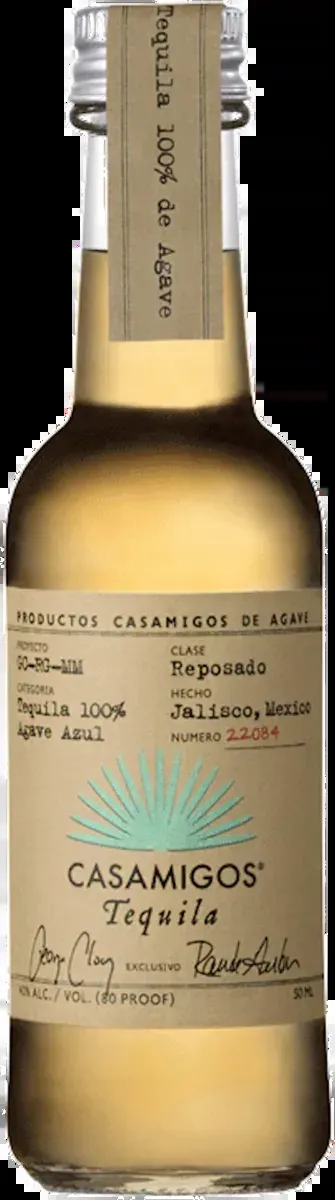 Tequila 100% de Agave
PRODUCTOS CASAMIGOS DE AGAVE
PROYECTO
GC-RG-MM
CLASE
Reposado
CATEGORIA
Tequila 100%
Agave Azul
HECHO
Jalisco, Mexico
NUMERO 22084
CASAMIGOS®
Tequila
EXCLUSIVO
40% ALC. / VOL. (80 PROOF)
50 ML